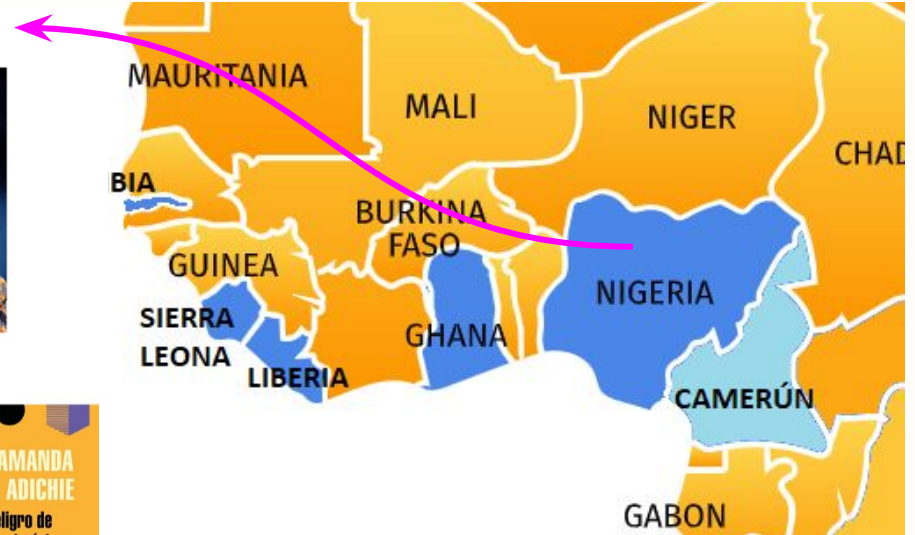 MAURITANIA
MALI
NIGER
CHAD
BIA
BURKINA
FASO
GUINEA
NIGERIA
SIERRA
LEONA
GHANA
LIBERIA
CAMERÚN
GABON
AMANDA
ADICHIE
eligro de